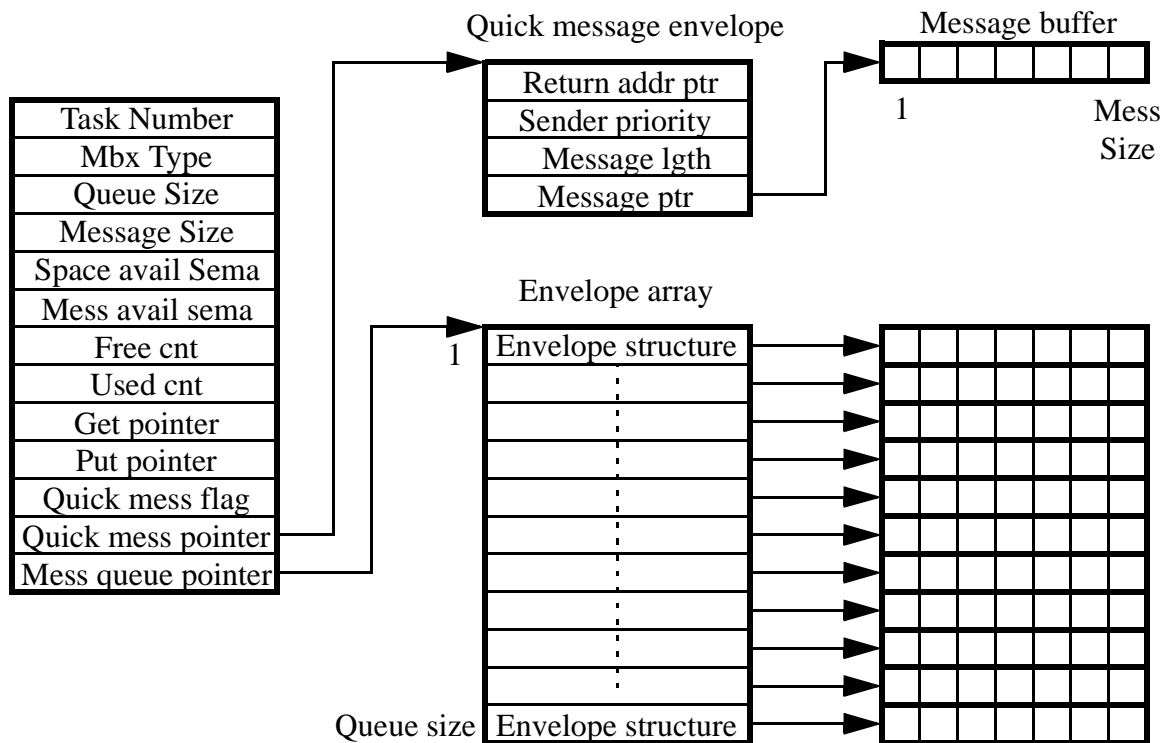 Quick message envelope
Message buffer
Return addr ptr
Sender priority
Message lgth
Message ptr
1
Mess
Size
Task Number
Mbx Type
Queue Size
Message Size
Space avail Sema
Mess avail sema
Free cnt
Used cnt
Get pointer
Put pointer
Quick mess flag
Quick mess pointer
Mess queue pointer
Envelope array
1
Envelope structure
Queue size
Envelope structure